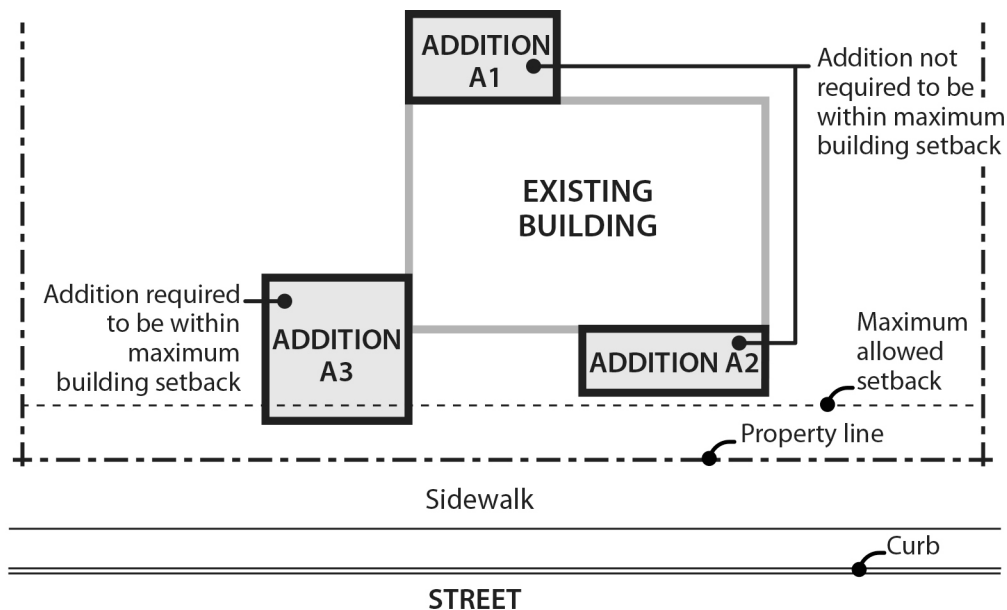 ADDITION
A1
Addition not
required to be
within maximum
building setback
EXISTING
BUILDING
Addition required
to be within
maximum
building setback
ADDITION
A3
ADDITION A2
Maximum
allowed
setback
Property line
Sidewalk
Curb
STREET